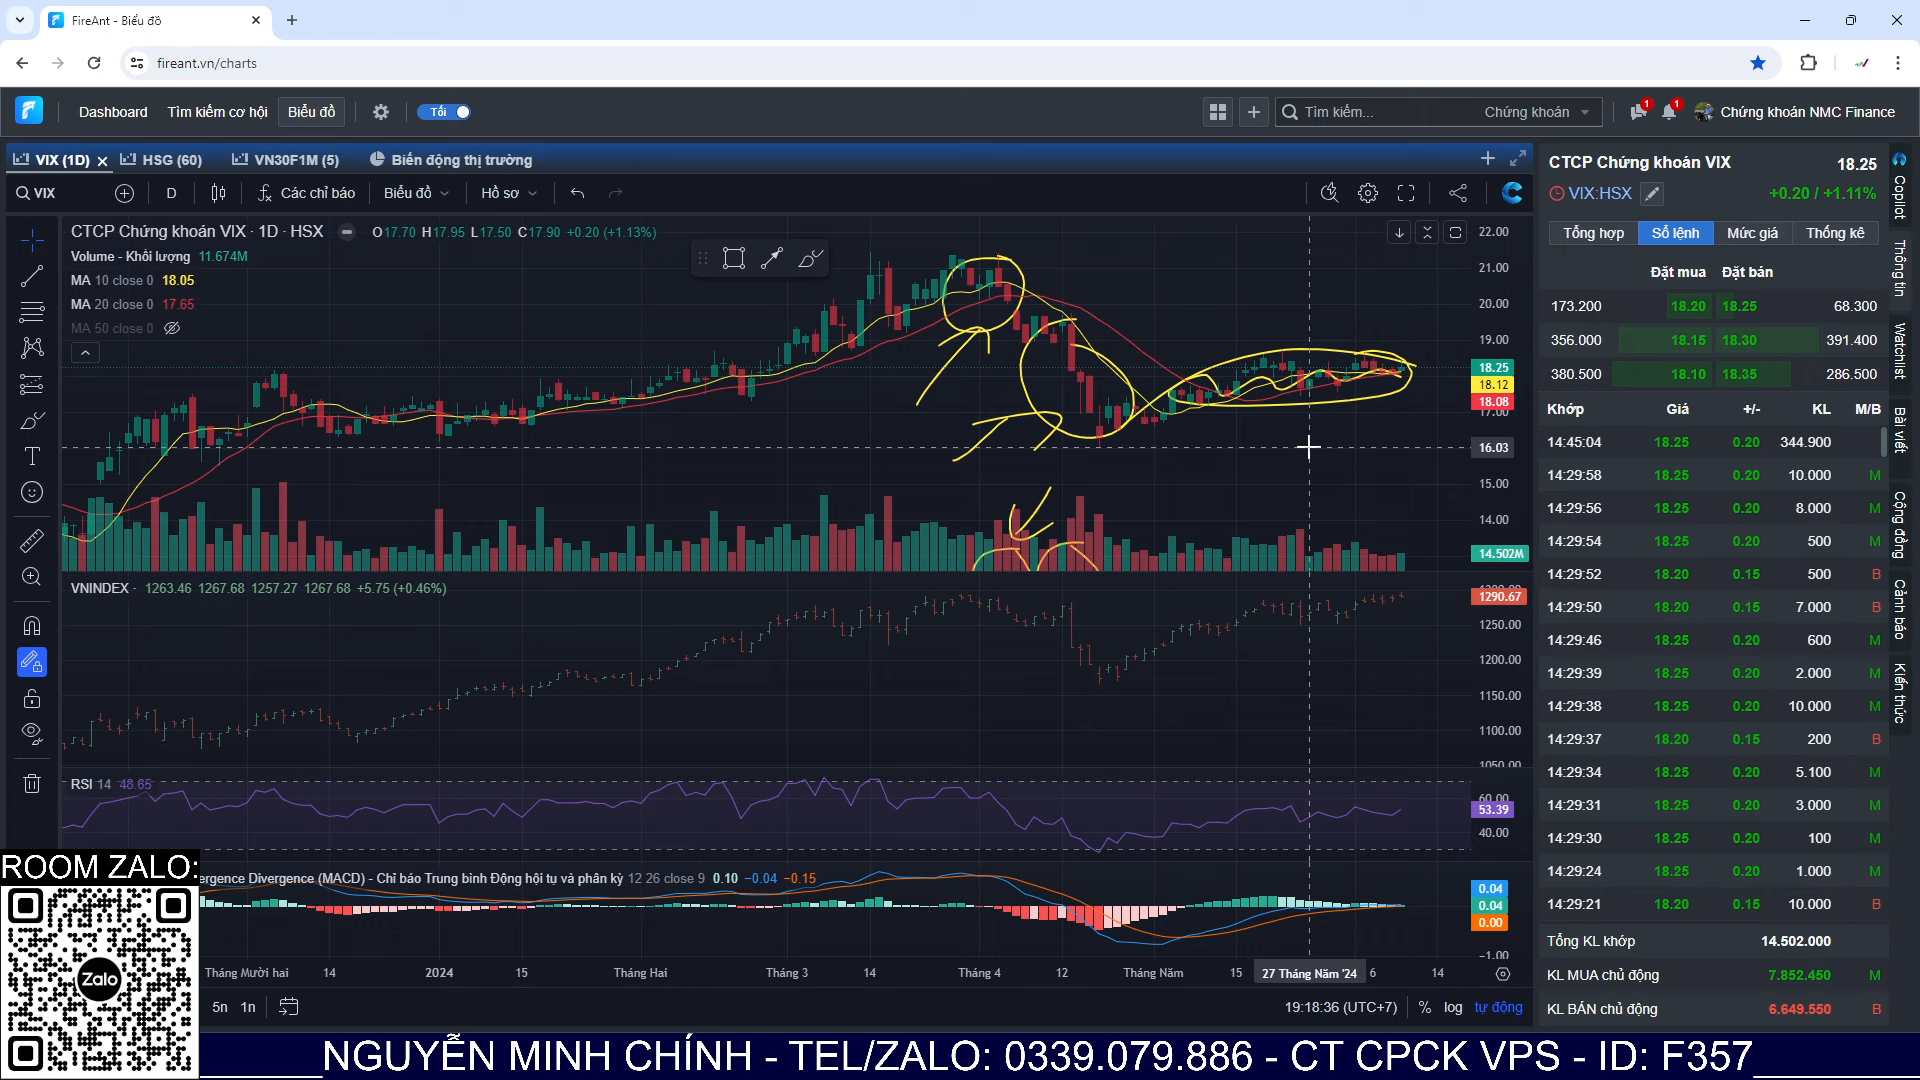 FireAnt - Biểu đồ
fireant.vn/charts
Dashboard Tìm kiếm cơ hội Biểu đồ Tối Tìm kiếm... Chứng khoán 1 1 Chứng khoán NMC Finance
VIX (1D) HSG (60) VN30F1M (5) Biến động thị trường
VIX D Các chỉ báo Biểu đồ Hồ sơ
CTCP Chứng khoán VIX · 1D · HSX O17.70 H17.95 L17.50 C17.90 +0.20 (+1.13%)
Volume - Khối lượng 11.674M
MA 10 close 0 18.05
MA 20 close 0 17.65
MA 50 close 0
22.00
21.00
20.00
19.00
18.25
18.12
18.08
17.00
16.03
15.00
14.00
14.502M
VNINDEX · 1263.46 1267.68 1257.27 1267.68 +5.75 (+0.46%)
1290.67
1250.00
1200.00
1150.00
1100.00
1050.00
RSI 14 48.65
60.00
53.39
40.00
ergence Divergence (MACD) - Chỉ báo Trung bình Động hội tụ và phân kỳ 12 26 close 9 0.10 −0.04 −0.15
0.04
0.04
0.00
−1.00
Tháng Mười hai 14 2024 15 Tháng Hai Tháng 3 14 Tháng 4 12 Tháng Năm 15 27 Tháng Năm '24 6 14
5n 1n 19:18:36 (UTC+7) % log tự động
CTCP Chứng khoán VIX 18.25
VIX:HSX +0.20 / +1.11%
Tổng hợp Sổ lệnh Mức giá Thống kê
Đặt mua Đặt bán
173.200 18.20 18.25 68.300
356.000 18.15 18.30 391.400
380.500 18.10 18.35 286.500
Khớp Giá +/- KL M/B
14:45:04 18.25 0.20 344.900
14:29:58 18.25 0.20 10.000 M
14:29:56 18.25 0.20 8.000 M
14:29:54 18.25 0.20 500 M
14:29:52 18.20 0.15 500 B
14:29:50 18.20 0.15 7.000 B
14:29:46 18.25 0.20 600 M
14:29:39 18.25 0.20 2.000 M
14:29:38 18.25 0.20 10.000 M
14:29:37 18.20 0.15 200 B
14:29:34 18.25 0.20 5.100 M
14:29:31 18.25 0.20 3.000 M
14:29:30 18.25 0.20 100 M
14:29:24 18.25 0.20 1.000 M
14:29:21 18.20 0.15 10.000 B
Tổng KL khớp 14.502.000
KL MUA chủ động 7.852.450 M
KL BÁN chủ động 6.649.550 B
Copilot
Thông tin
Watchlist
Bài viết
Cộng đồng
Cảnh báo
Kiến thức
ROOM ZALO:
Zalo
NGUYỄN MINH CHÍNH - TEL/ZALO: 0339.079.886 - CT CPCK VPS - ID: F357